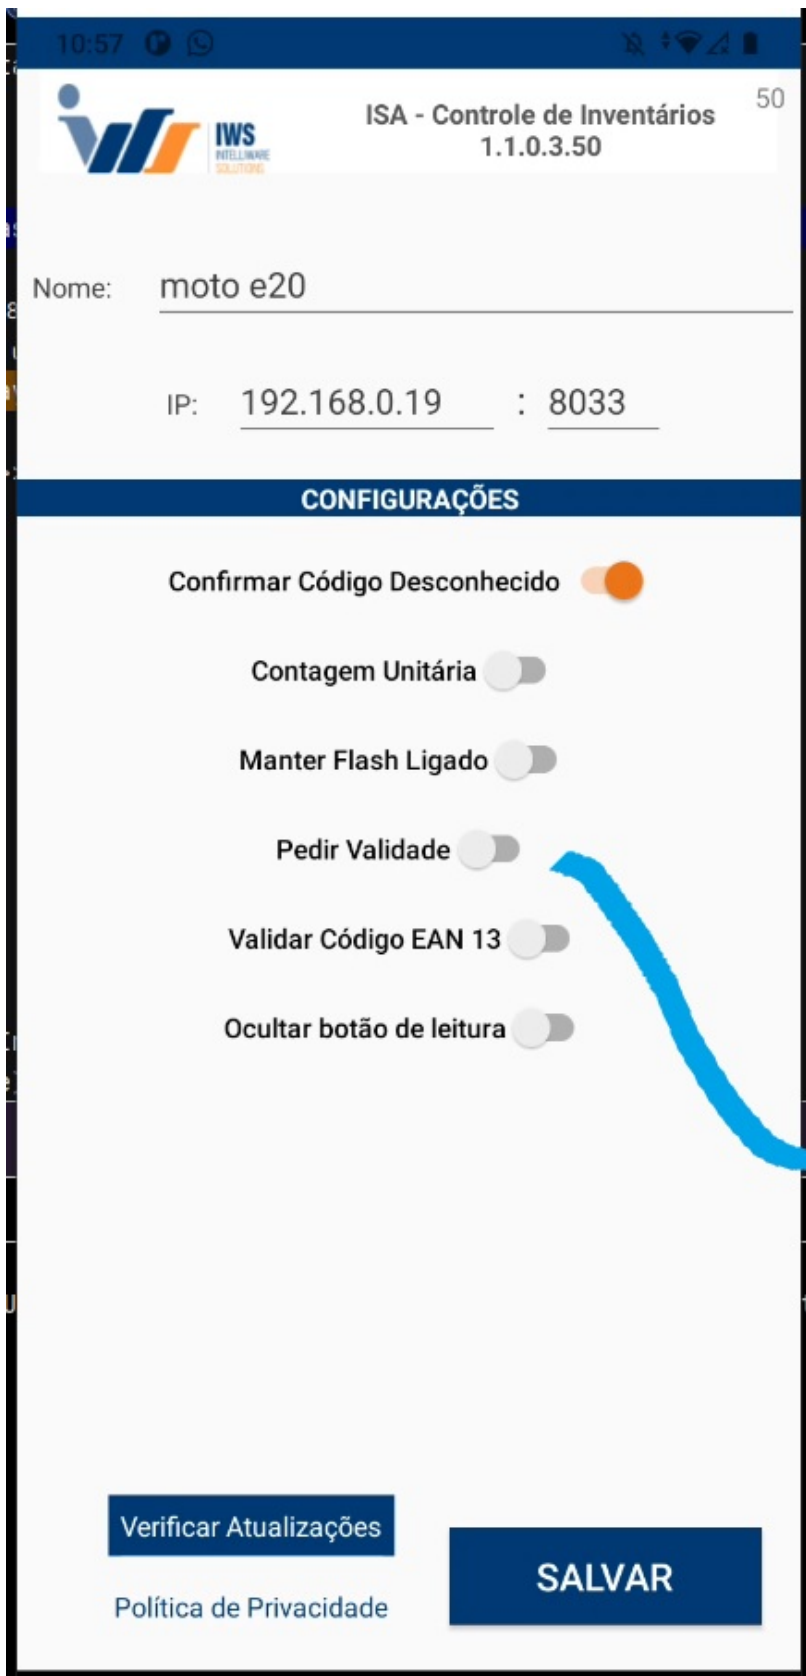 10:57
50
ISA - Controle de Inventários
1.1.0.3.50
IWS
INTELLIWARE
SOLUTIONS
Nome: moto e20
IP: 192.168.0.19 : 8033
CONFIGURAÇÕES
Confirmar Código Desconhecido
Contagem Unitária
Manter Flash Ligado
Pedir Validade
Validar Código EAN 13
Ocultar botão de leitura
Verificar Atualizações
SALVAR
Política de Privacidade